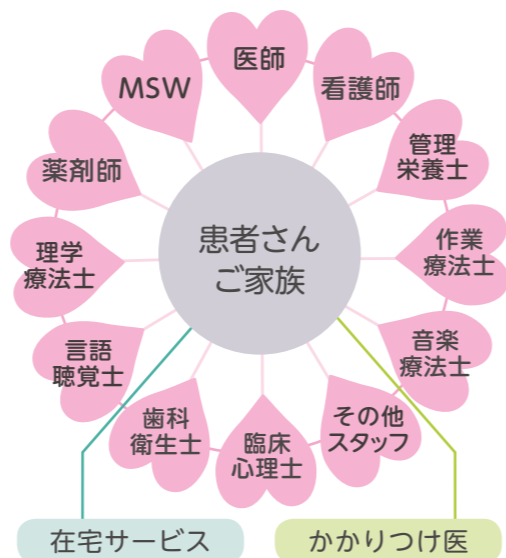 医師
看護師
管理
栄養士
作業
療法士
音楽
療法士
その他
スタッフ
臨床
心理士
歯科
衛生士
言語
聴覚士
理学
療法士
薬剤師
MSW
患者さん
ご家族
在宅サービス
かかりつけ医